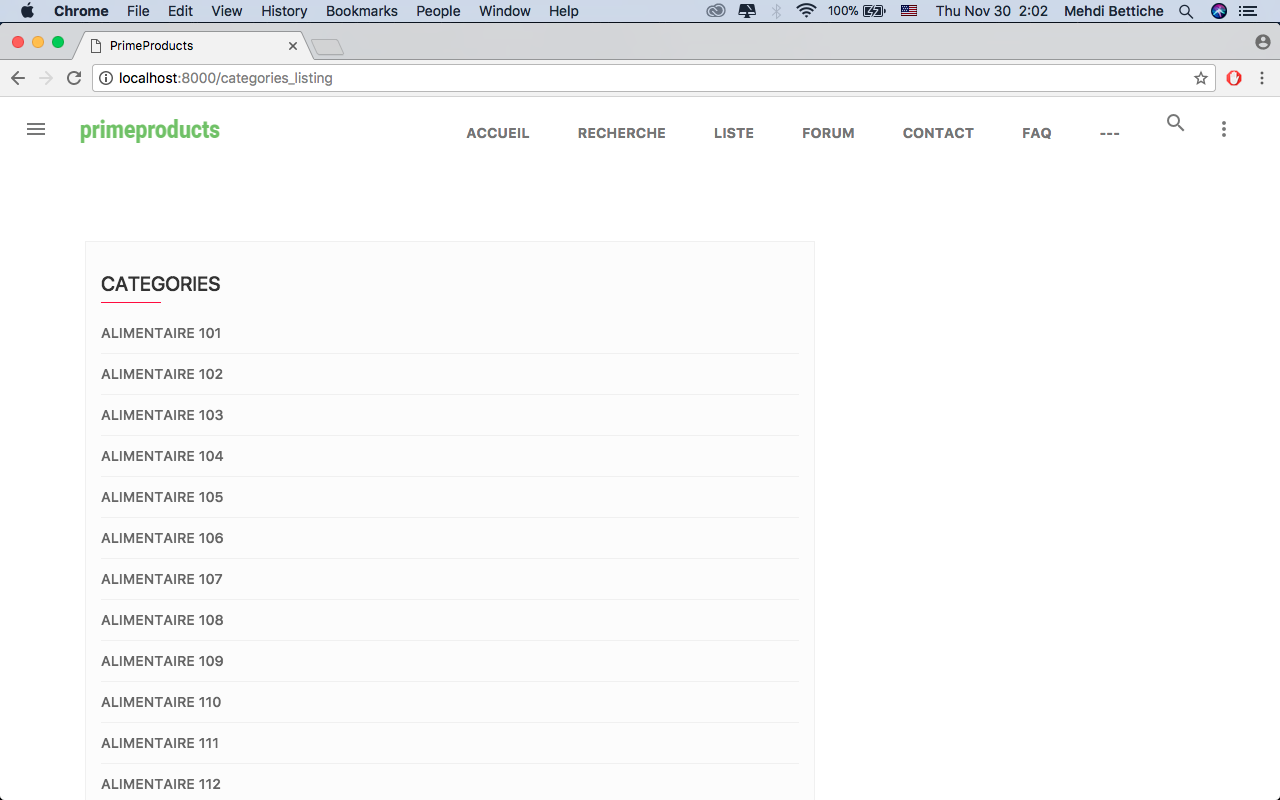 Chrome File Edit View History Bookmarks People Window Help 100% Thu Nov 30 2:02 Mehdi Bettiche
PrimeProducts
localhost:8000/categories_listing
primeproducts ACCUEIL RECHERCHE LISTE FORUM CONTACT FAQ ---
CATEGORIES
ALIMENTAIRE 101
ALIMENTAIRE 102
ALIMENTAIRE 103
ALIMENTAIRE 104
ALIMENTAIRE 105
ALIMENTAIRE 106
ALIMENTAIRE 107
ALIMENTAIRE 108
ALIMENTAIRE 109
ALIMENTAIRE 110
ALIMENTAIRE 111
ALIMENTAIRE 112